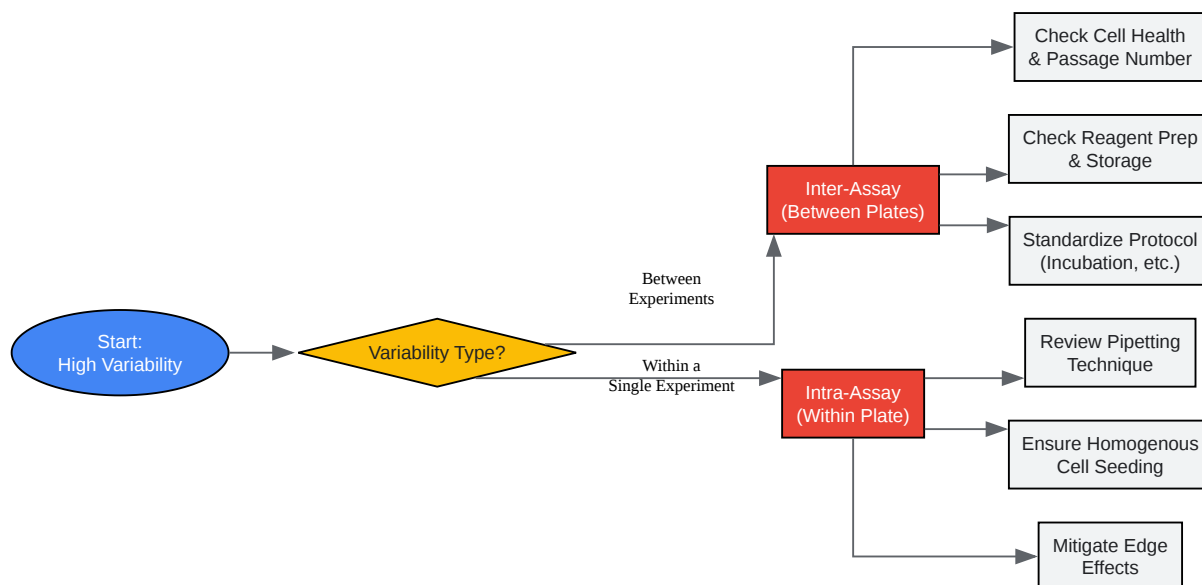 Start:
High Variability
Variability Type?
Between
Experiments
Within a
Single Experiment
Inter-Assay
(Between Plates)
Intra-Assay
(Within Plate)
Check Cell Health
& Passage Number
Check Reagent Prep
& Storage
Standardize Protocol
(Incubation, etc.)
Review Pipetting
Technique
Ensure Homogenous
Cell Seeding
Mitigate Edge
Effects